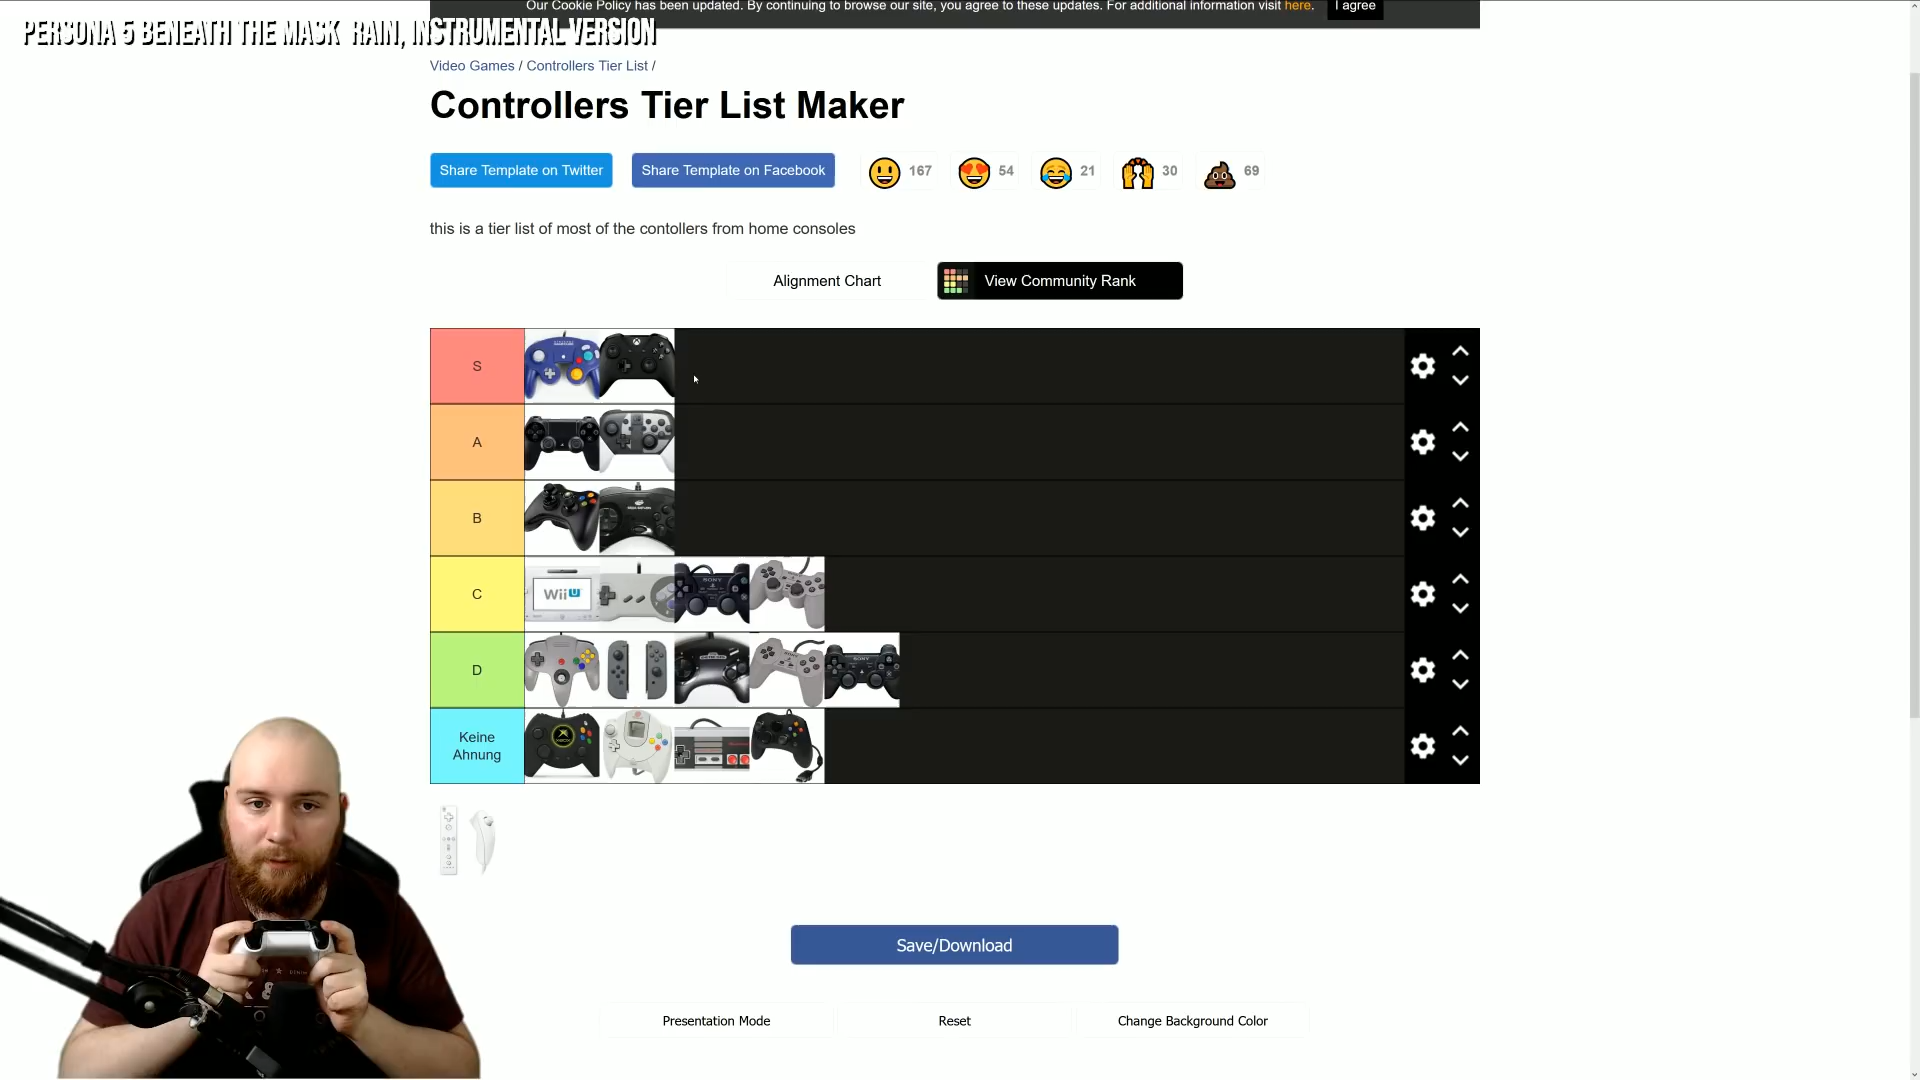 Our Cookie Policy has been updated. By continuing to browse our site, you agree to these updates. For additional information visit here. I agree
PERSONA 5 BENEATH THE MASK RAIN, INSTRUMENTAL VERSION
Video Games / Controllers Tier List /
Controllers Tier List Maker
Share Template on Twitter Share Template on Facebook 167 54 21 30 69
this is a tier list of most of the contollers from home consoles
Alignment Chart View Community Rank
S
A
B
C
Wii U
SONY
D
SONY
Keine
Ahnung
Save/Download
Presentation Mode Reset Change Background Color